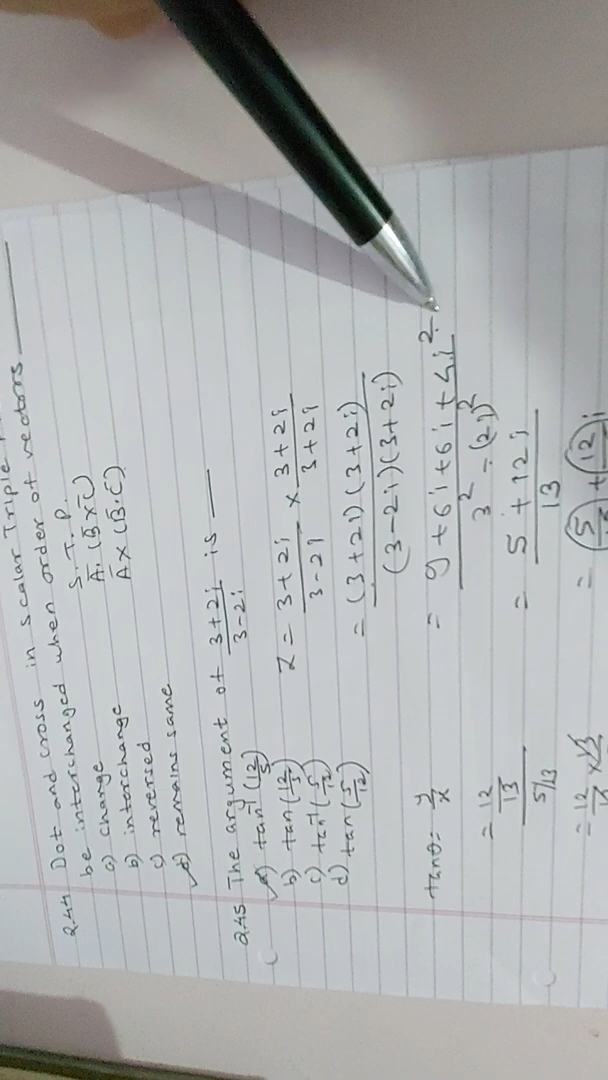 2.44 Dot and cross in scalar Triple
be interchanged when order of vectors
a) change
S.T.P.
b) interchange
A̅.(B̅×C̅)
c) reversed
A̅×(B̅.C̅)
d) remains same
2.45 The argument of 3+2i/3-2i is
a) tan⁻¹(12/5)
b) tan(12/5)
c) tan⁻¹(5/12)
d) tan(5/12)
Z = 3+2i/3-2i × 3+2i/3+2i
= (3+2i)(3+2i)/(3-2i)(3+2i)
= 9+6i+6i+4i²/3²-(2i)²
= 5+12i/13
= 5/ + 12/ i
tanθ = y/x
= 12/13 / 5/13
= 12/ × 13/